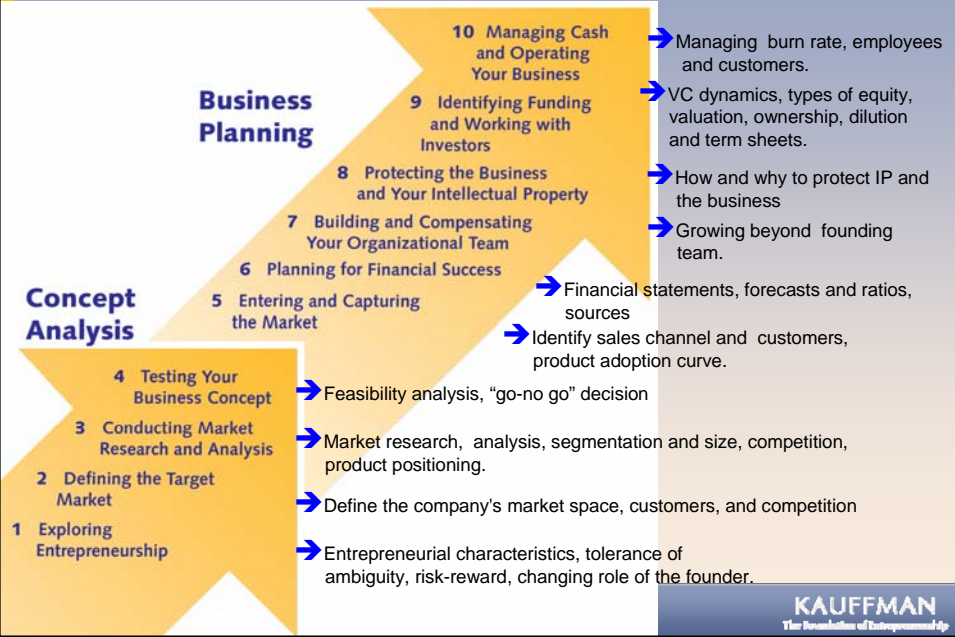 10 Managing Cash
and Operating
Your Business
Managing burn rate, employees
and customers.
Business
Planning
9 Identifying Funding
and Working with
Investors
VC dynamics, types of equity,
valuation, ownership, dilution
and term sheets.
8 Protecting the Business
and Your Intellectual Property
How and why to protect IP and
the business
7 Building and Compensating
Your Organizational Team
Growing beyond founding
team.
6 Planning for Financial Success
Financial statements, forecasts and ratios,
sources
5 Entering and Capturing
the Market
Identify sales channel and customers,
product adoption curve.
Concept
Analysis
4 Testing Your
Business Concept
Feasibility analysis, “go-no go” decision
3 Conducting Market
Research and Analysis
Market research, analysis, segmentation and size, competition,
product positioning.
2 Defining the Target
Market
Define the company’s market space, customers, and competition
1 Exploring
Entrepreneurship
Entrepreneurial characteristics, tolerance of
ambiguity, risk-reward, changing role of the founder.
KAUFFMAN
The Foundation of Entrepreneurship